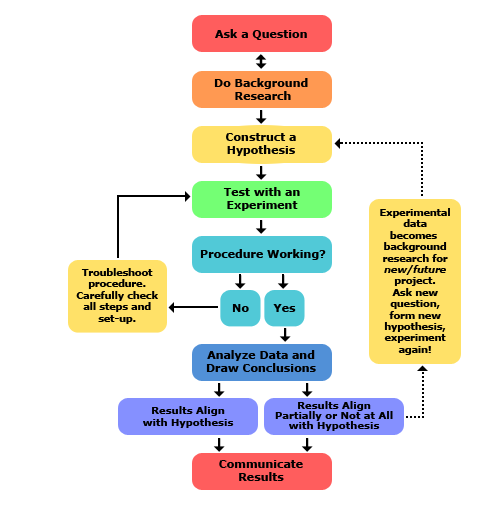 Ask a Question
Do Background
Research
Construct a
Hypothesis
Test with an
Experiment
Procedure Working?
No
Yes
Troubleshoot
procedure.
Carefully check
all steps and
set-up.
Experimental
data
becomes
background
research for
new/future
project.
Ask new
question,
form new
hypothesis,
experiment
again!
Analyze Data and
Draw Conclusions
Results Align
with Hypothesis
Results Align
Partially or Not at All
with Hypothesis
Communicate
Results